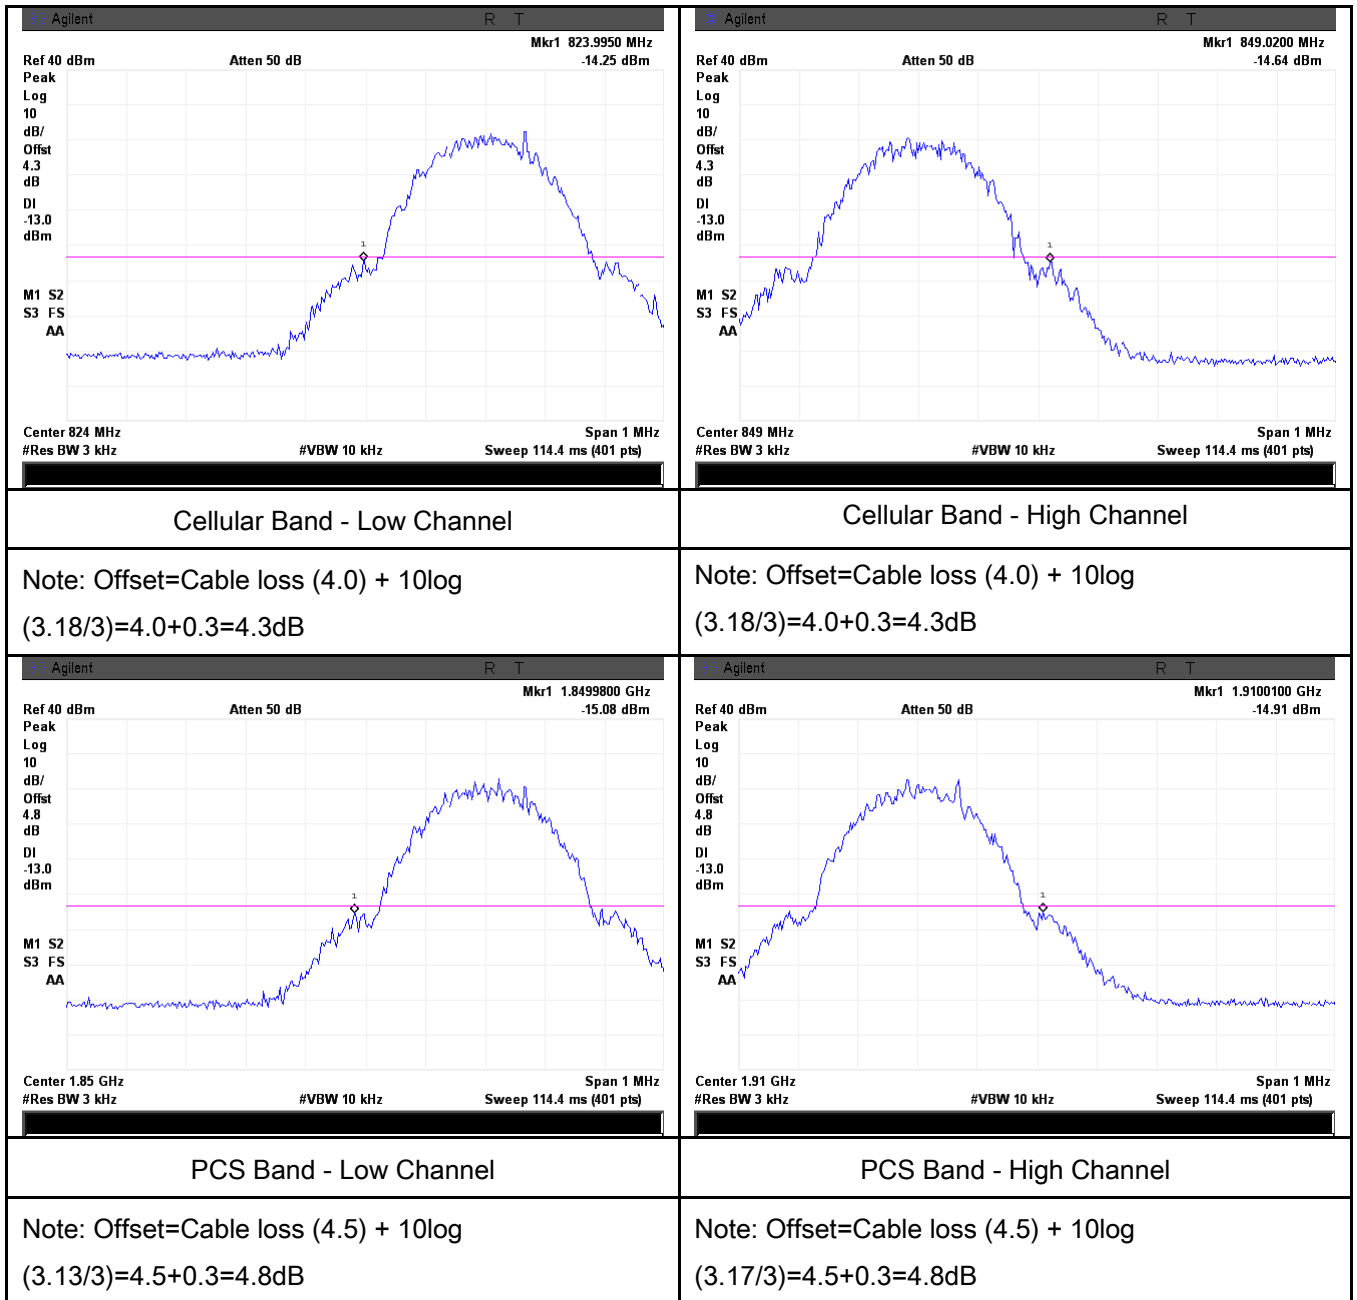 Agilent R T
Mkr1 823.9950 MHz
Ref 40 dBm Atten 50 dB -14.25 dBm
Peak
Log
10
dB/
Offst
4.3
dB
DI
-13.0
dBm
1
M1 S2
S3 FS
AA
Center 824 MHz Span 1 MHz
#Res BW 3 kHz #VBW 10 kHz Sweep 114.4 ms (401 pts)
Agilent R T
Mkr1 849.0200 MHz
Ref 40 dBm Atten 50 dB -14.64 dBm
Peak
Log
10
dB/
Offst
4.3
dB
DI
-13.0
dBm
1
M1 S2
S3 FS
AA
Center 849 MHz Span 1 MHz
#Res BW 3 kHz #VBW 10 kHz Sweep 114.4 ms (401 pts)
Cellular Band - Low Channel
Cellular Band - High Channel
Note: Offset=Cable loss (4.0) + 10log
(3.18/3)=4.0+0.3=4.3dB
Note: Offset=Cable loss (4.0) + 10log
(3.18/3)=4.0+0.3=4.3dB
Agilent R T
Mkr1 1.8499800 GHz
Ref 40 dBm Atten 50 dB -15.08 dBm
Peak
Log
10
dB/
Offst
4.8
dB
DI
-13.0
dBm
1
M1 S2
S3 FS
AA
Center 1.85 GHz Span 1 MHz
#Res BW 3 kHz #VBW 10 kHz Sweep 114.4 ms (401 pts)
Agilent R T
Mkr1 1.9100100 GHz
Ref 40 dBm Atten 50 dB -14.91 dBm
Peak
Log
10
dB/
Offst
4.8
dB
DI
-13.0
dBm
1
M1 S2
S3 FS
AA
Center 1.91 GHz Span 1 MHz
#Res BW 3 kHz #VBW 10 kHz Sweep 114.4 ms (401 pts)
PCS Band - Low Channel
PCS Band - High Channel
Note: Offset=Cable loss (4.5) + 10log
(3.13/3)=4.5+0.3=4.8dB
Note: Offset=Cable loss (4.5) + 10log
(3.17/3)=4.5+0.3=4.8dB